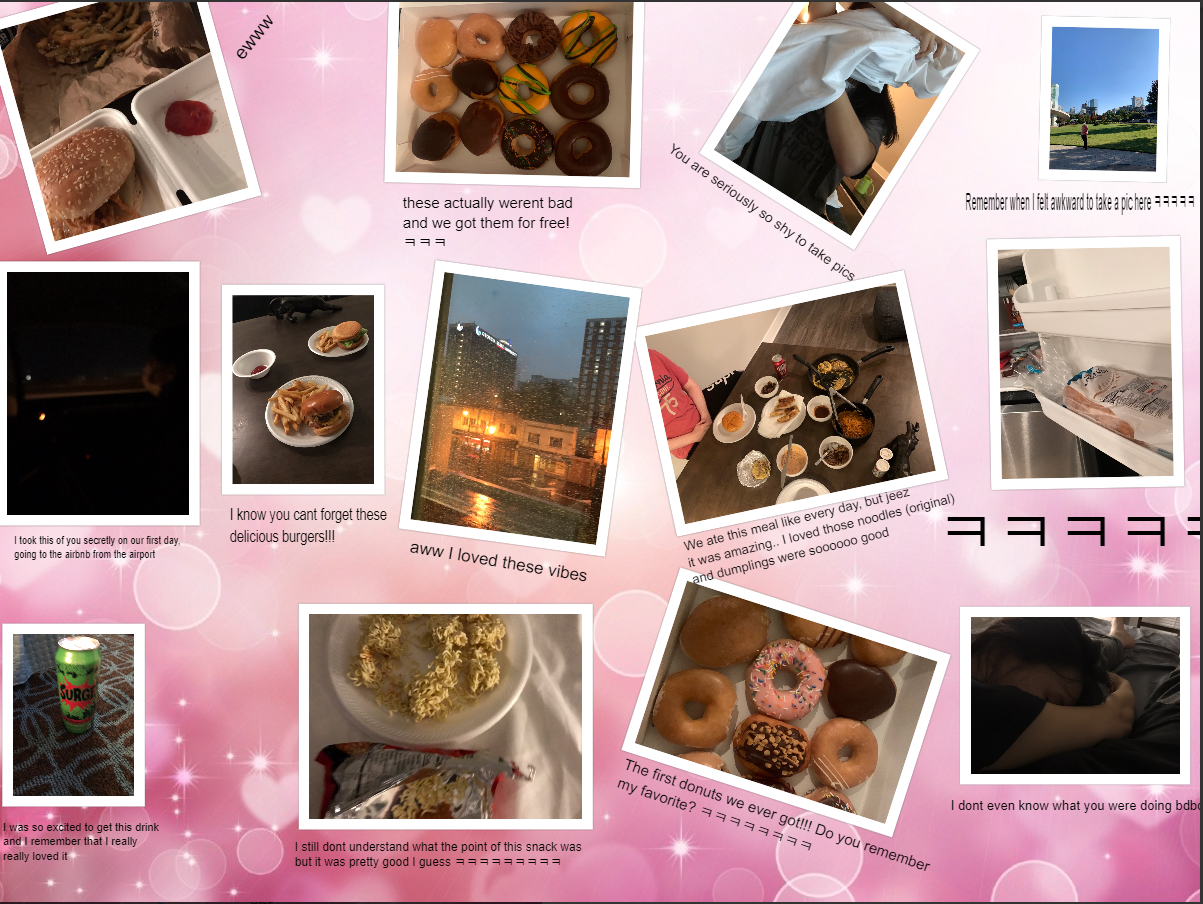 ewww
these actually werent bad
and we got them for free!
ㅋㅋㅋ
You are seriously so shy to take pics
Remember when I felt awkward to take a pic here ㅋㅋㅋㅋㅋ
I took this of you secretly on our first day,
going to the airbnb from the airport
I know you cant forget these
delicious burgers!!!
aww I loved these vibes
We ate this meal like every day, but jeez
it was amazing.. I loved those noodles (original)
and dumplings were soooooo good
ㅋㅋㅋㅋㅋ
SURGE
I was so excited to get this drink
and I remember that I really
really loved it
I still dont understand what the point of this snack was
but it was pretty good I guess ㅋㅋㅋㅋㅋㅋㅋㅋㅋ
The first donuts we ever got!!! Do you remember
my favorite? ㅋㅋㅋㅋㅋㅋㅋㅋ
I dont even know what you were doing